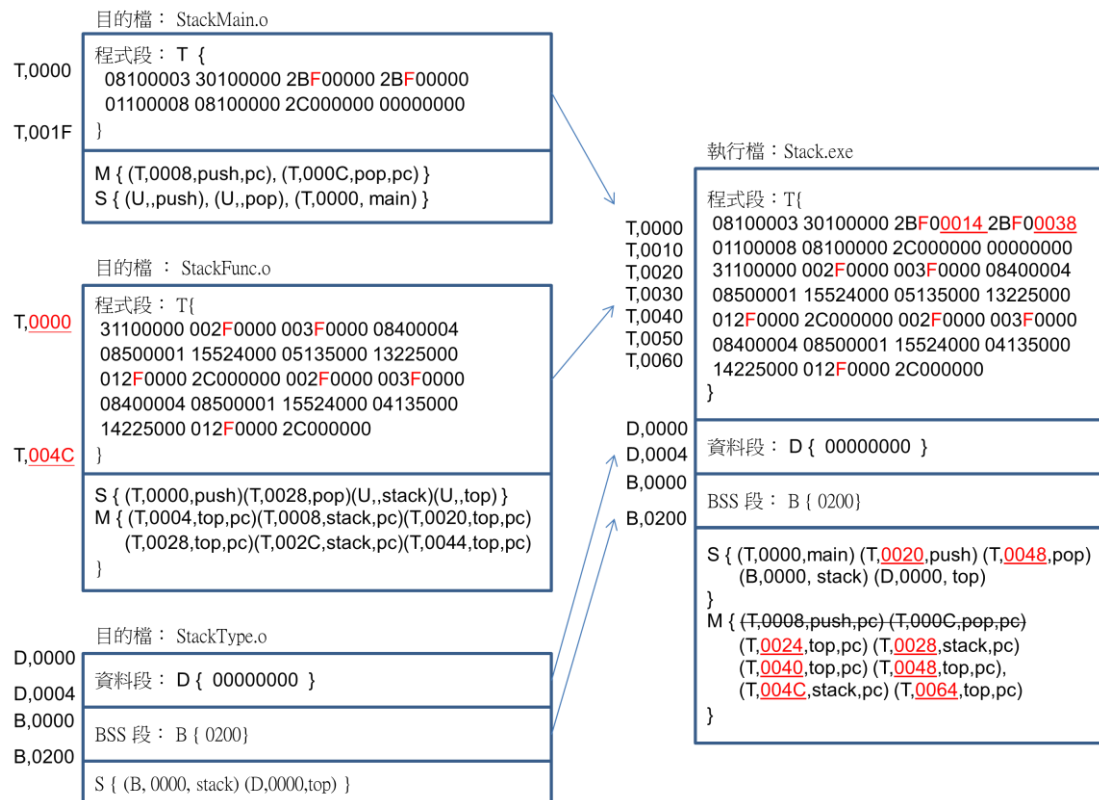 目的檔： StackMain.o
T,0000
程式段： T {
08100003 30100000 2BF00000 2BF00000
01100008 08100000 2C000000 00000000
T,001F
}
M { (T,0008,push,pc), (T,000C,pop,pc) }
S { (U,,push), (U,,pop), (T,0000, main) }
目的檔 ： StackFunc.o
T,0000
程式段： T{
31100000 002F0000 003F0000 08400004
08500001 15524000 05135000 13225000
012F0000 2C000000 002F0000 003F0000
08400004 08500001 15524000 04135000
14225000 012F0000 2C000000
T,004C
}
S { (T,0000,push)(T,0028,pop)(U,,stack)(U,,top) }
M { (T,0004,top,pc)(T,0008,stack,pc)(T,0020,top,pc)
(T,0028,top,pc)(T,002C,stack,pc)(T,0044,top,pc)
}
目的檔： StackType.o
D,0000
D,0004
資料段： D { 00000000 }
B,0000
B,0200
BSS 段： B { 0200}
S { (B, 0000, stack) (D,0000,top) }
執行檔：Stack.exe
程式段：T{
T,0000
T,0010
T,0020
T,0030
T,0040
T,0050
T,0060
08100003 30100000 2BF00014 2BF00038
01100008 08100000 2C000000 00000000
31100000 002F0000 003F0000 08400004
08500001 15524000 05135000 13225000
012F0000 2C000000 002F0000 003F0000
08400004 08500001 15524000 04135000
14225000 012F0000 2C000000
}
D,0000
D,0004
資料段： D { 00000000 }
B,0000
B,0200
BSS 段： B { 0200}
S { (T,0000,main) (T,0020,push) (T,0048,pop)
(B,0000, stack) (D,0000, top)
}
M { (T,0008,push,pc) (T,000C,pop,pc)
(T,0024,top,pc) (T,0028,stack,pc)
(T,0040,top,pc) (T,0048,top,pc),
(T,004C,stack,pc) (T,0064,top,pc)
}